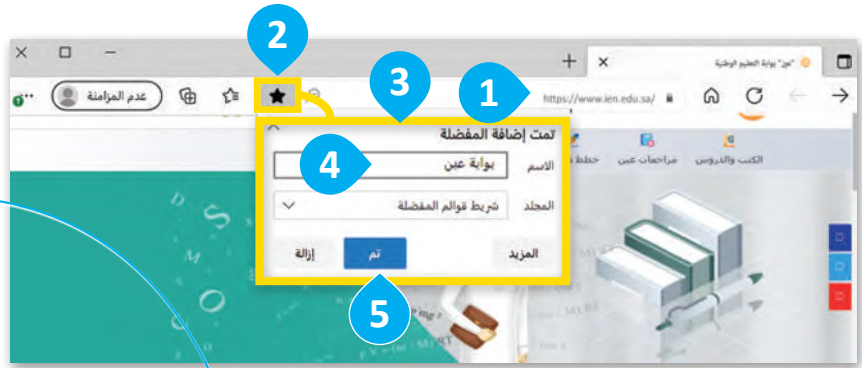 "عين" بوابة التعليم الوطنية
https://www.ien.edu.sa/
عدم المزامنة
1
2
3
4
5
الكتب والدروس
مراجعات عين
خطط
تمت إضافة المفضلة
الاسم
بوابة عين
المجلد
شريط قوائم المفضلة
المزيد
تم
إزالة